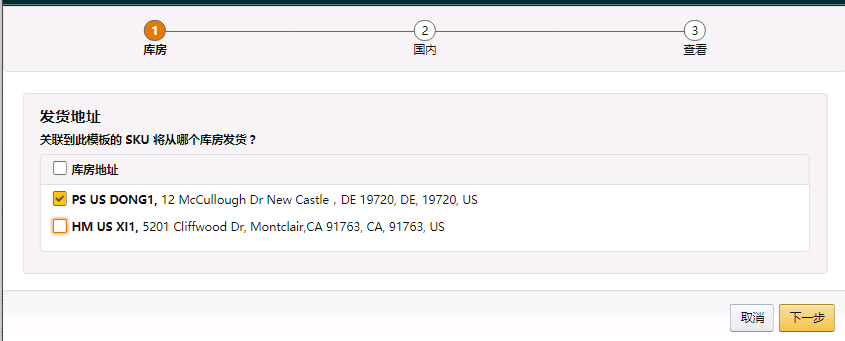 1
2
3
库房
国内
查看
发货地址
关联到此模板的 SKU 将从哪个库房发货？
库房地址
PS US DONG1, 12 McCullough Dr New Castle，DE 19720, DE, 19720, US
HM US XI1, 5201 Cliffwood Dr, Montclair,CA 91763, CA, 91763, US
取消
下一步